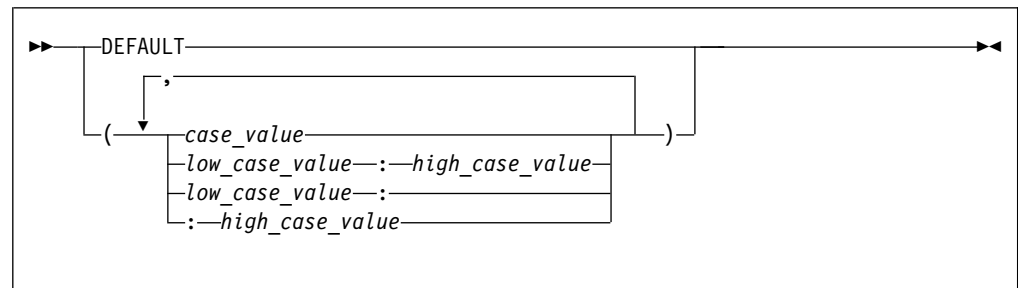 DEFAULT
,
( case_value )
low_case_value : high_case_value
low_case_value :
: high_case_value